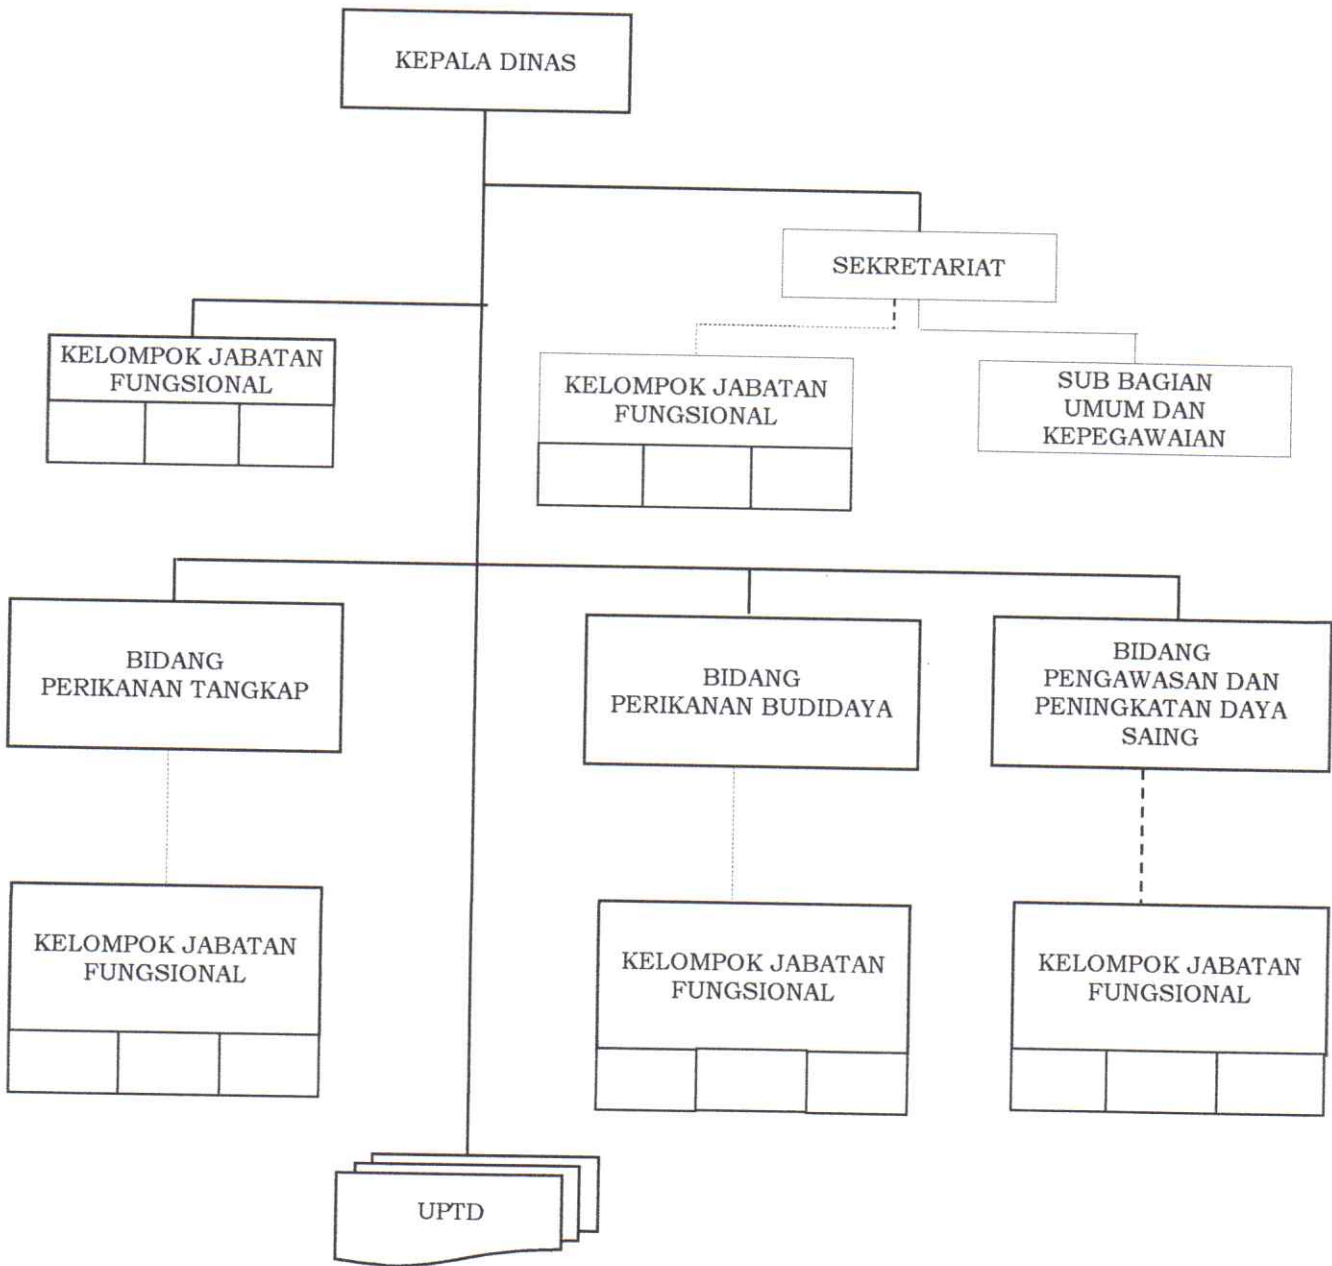 KEPALA DINAS
SEKRETARIAT
KELOMPOK JABATAN
FUNGSIONAL
KELOMPOK JABATAN
FUNGSIONAL
SUB BAGIAN
UMUM DAN
KEPEGAWAIAN
BIDANG
PERIKANAN TANGKAP
BIDANG
PERIKANAN BUDIDAYA
BIDANG
PENGAWASAN DAN
PENINGKATAN DAYA
SAING
KELOMPOK JABATAN
FUNGSIONAL
KELOMPOK JABATAN
FUNGSIONAL
KELOMPOK JABATAN
FUNGSIONAL
UPTD